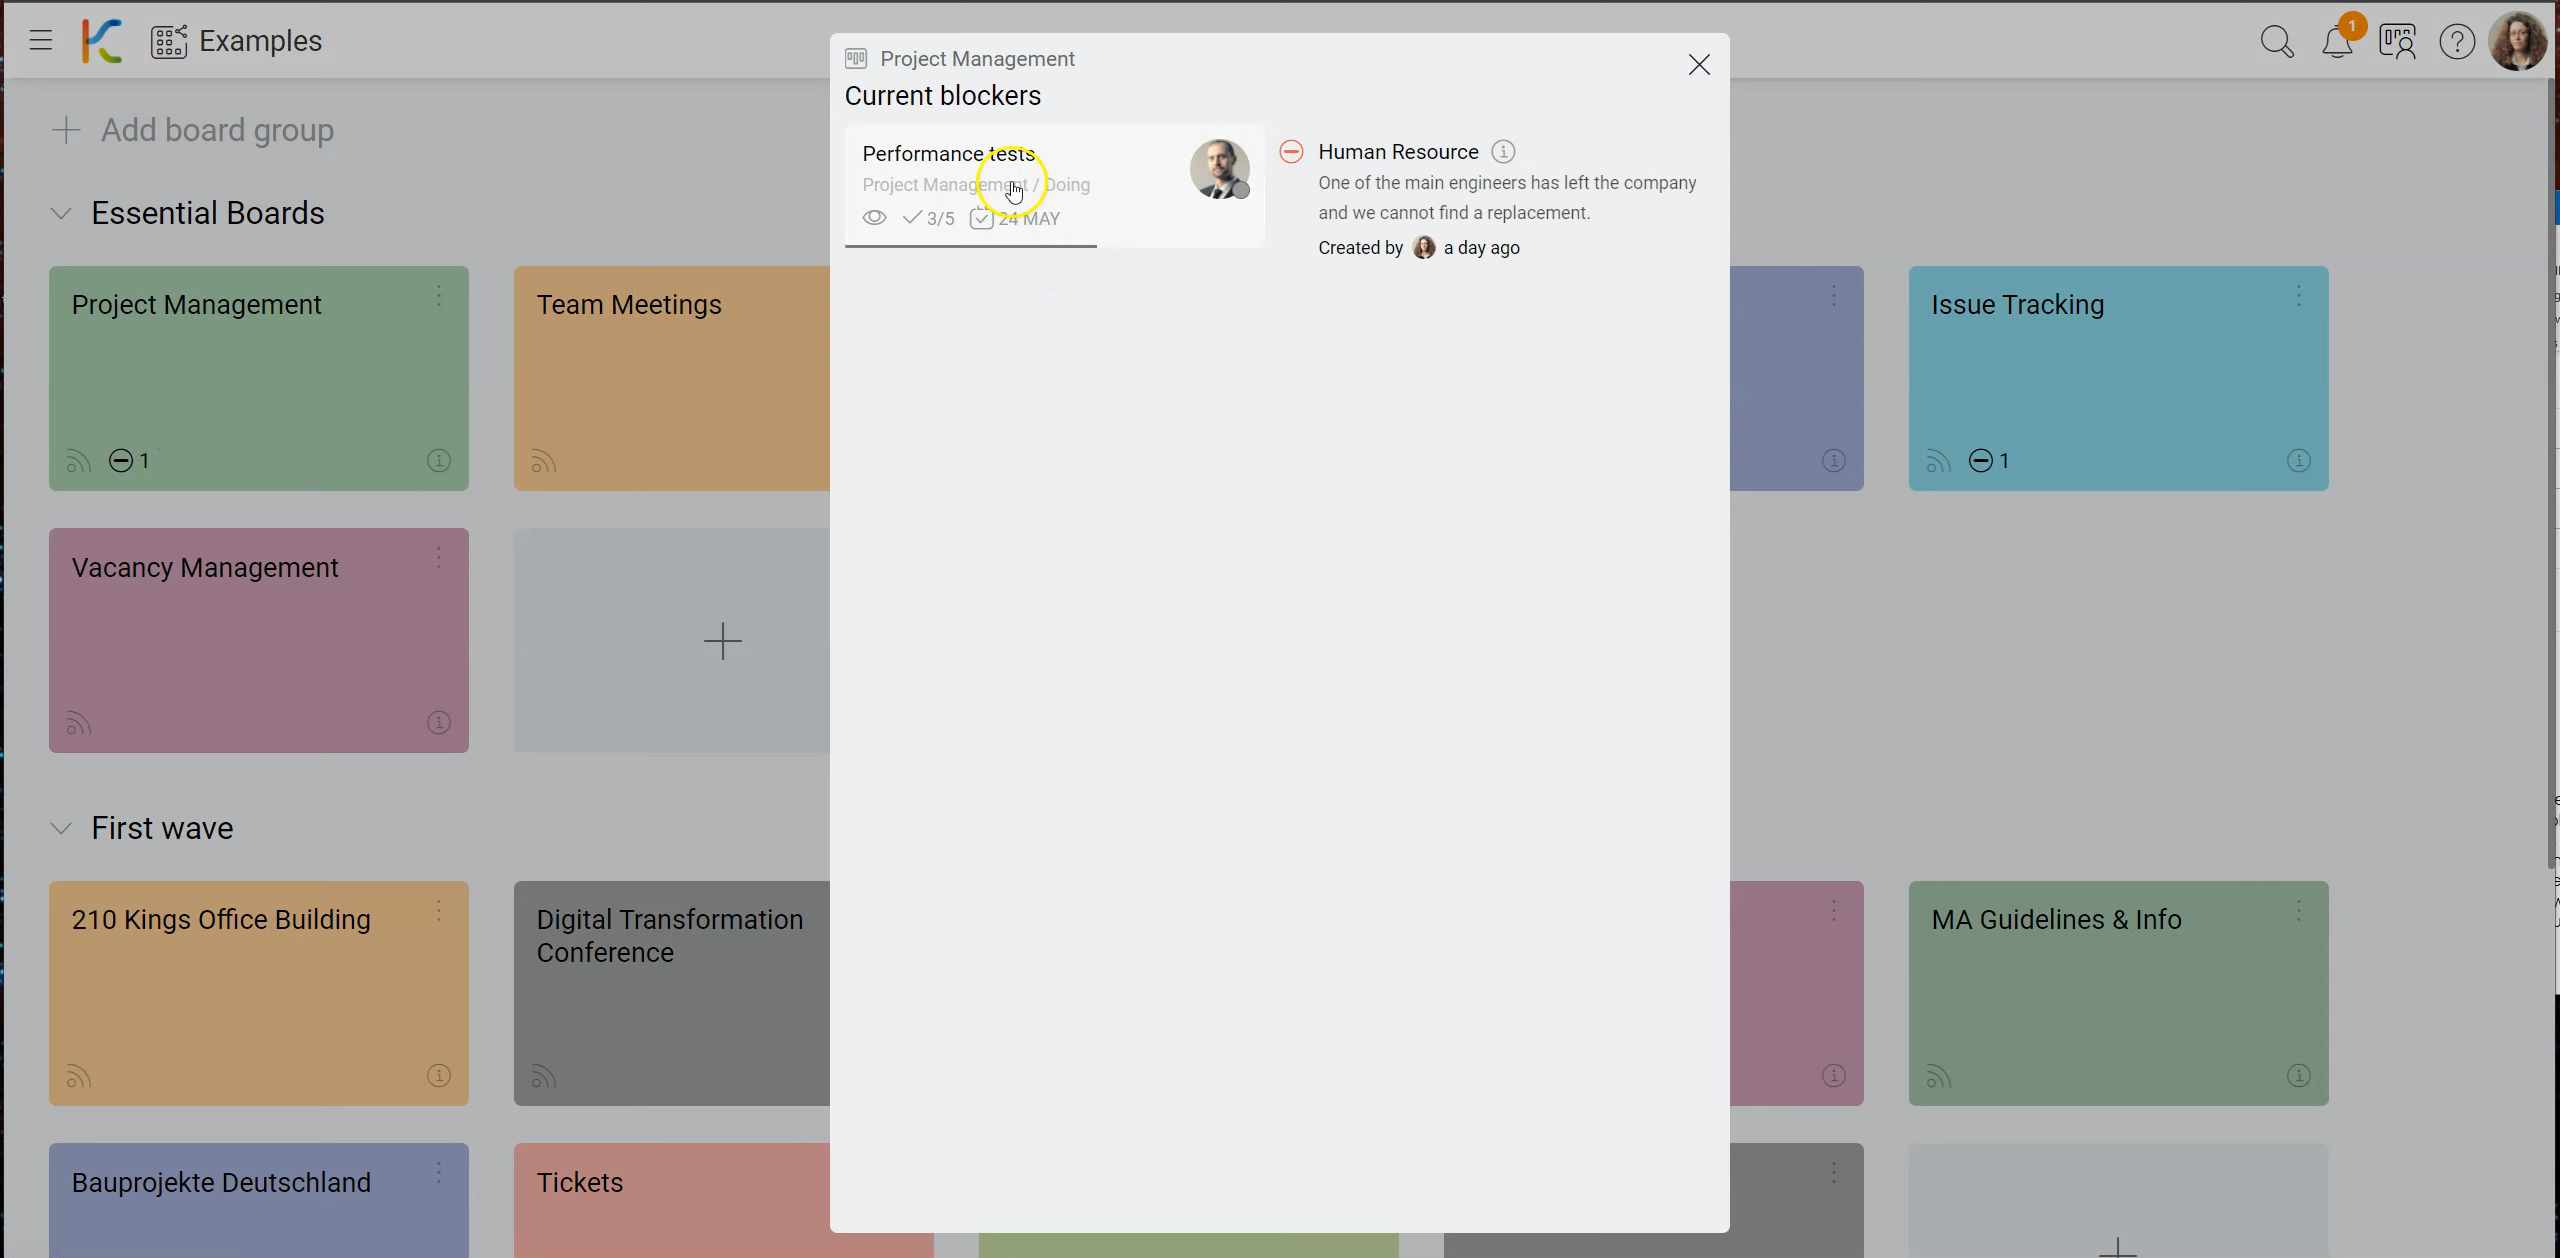 Examples
1
Project Management
Current blockers
Performance tests
Project Management / Doing
3/5 24 MAY
Human Resource
One of the main engineers has left the company
and we cannot find a replacement.
Created by a day ago
Add board group
Essential Boards
Project Management
1
Team Meetings
Issue Tracking
1
Vacancy Management
First wave
210 Kings Office Building
Digital Transformation
Conference
MA Guidelines & Info
Bauprojekte Deutschland
Tickets